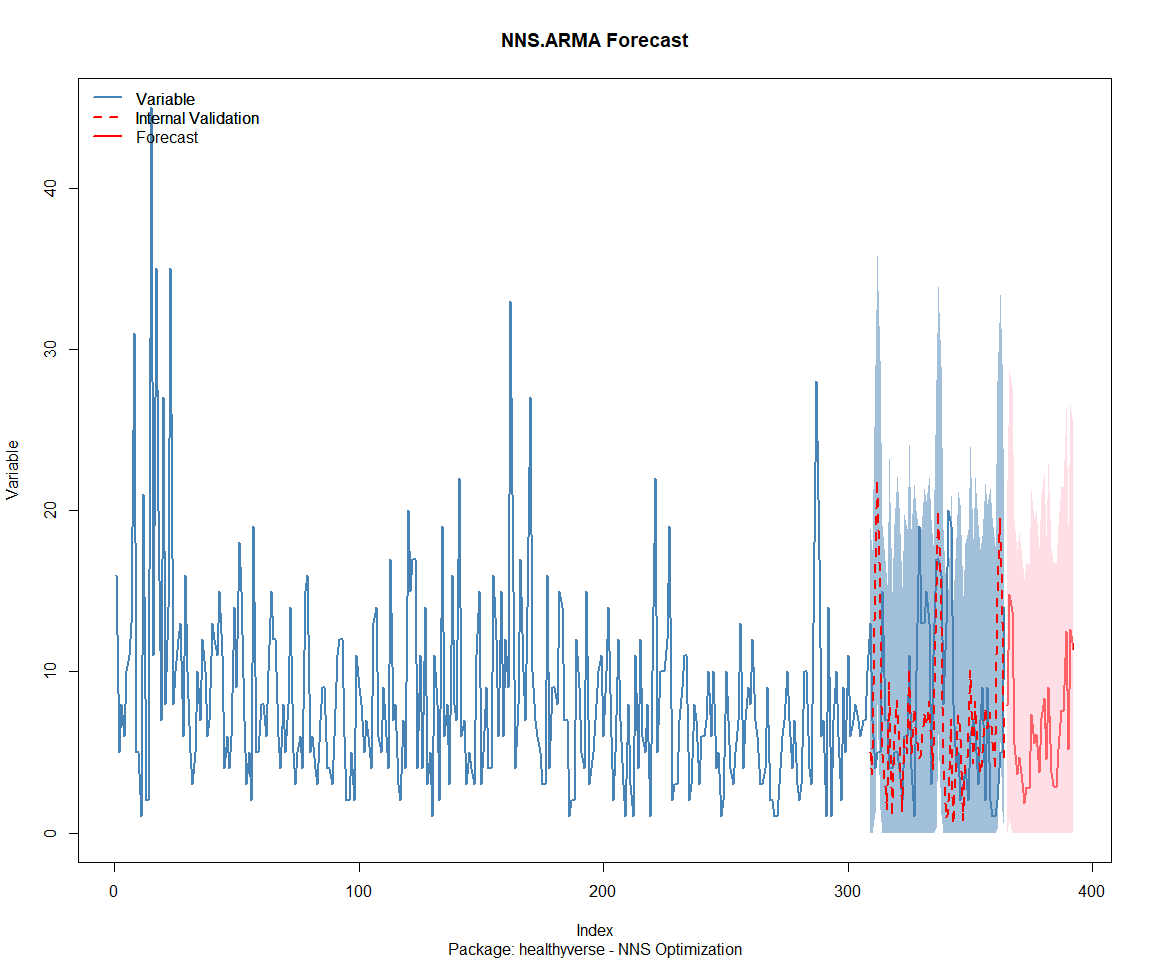 NNS.ARMA Forecast
Variable
Internal Validation
Forecast
40
30
20
10
0
Variable
0 100 200 300 400
Index
Package: healthyverse - NNS Optimization